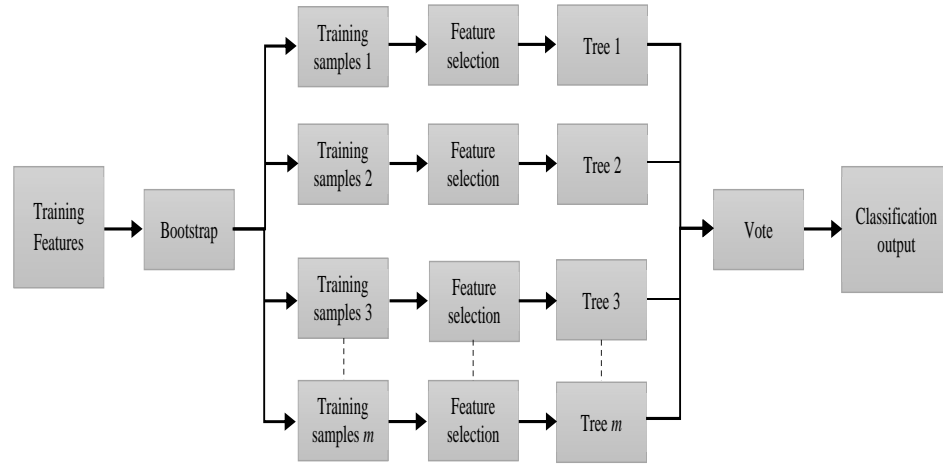 Training
Features
Bootstrap
Training
samples 1
Feature
selection
Tree 1
Training
samples 2
Feature
selection
Tree 2
Training
samples 3
Feature
selection
Tree 3
Training
samples m
Feature
selection
Tree m
Vote
Classification
output